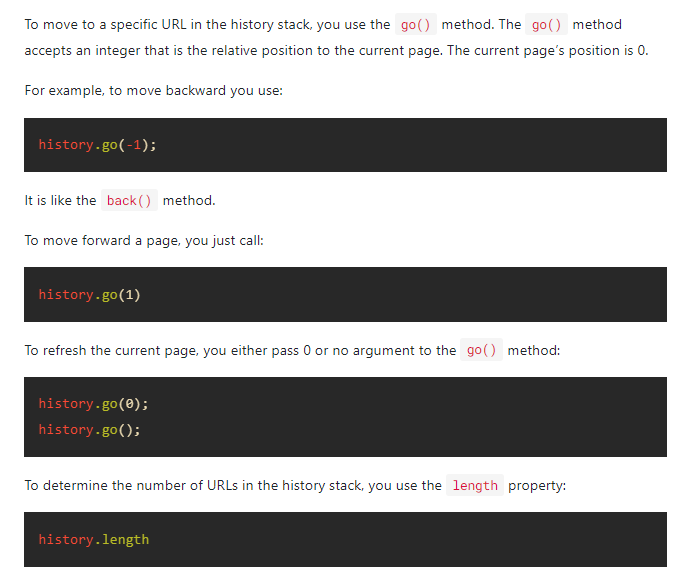 To move to a specific URL in the history stack, you use the go() method. The go() method
accepts an integer that is the relative position to the current page. The current page's position is 0.
For example, to move backward you use:
history.go(-1);
It is like the back() method.
To move forward a page, you just call:
history.go(1)
To refresh the current page, you either pass 0 or no argument to the go() method:
history.go(0);
history.go();
To determine the number of URLs in the history stack, you use the length property:
history.length